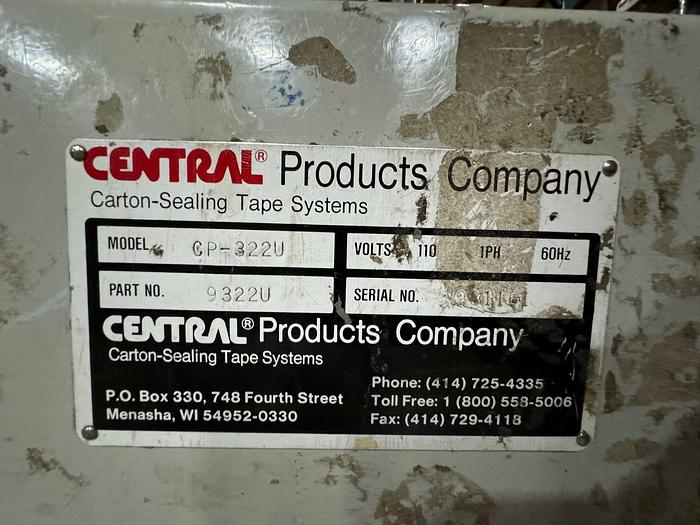 CENTRAL® Products Company
Carton-Sealing Tape Systems
MODEL CP-322U
VOLTS 110 1PH 60Hz
PART NO. 9322U
SERIAL NO.
CENTRAL® Products Company
Carton-Sealing Tape Systems
P.O. Box 330, 748 Fourth Street
Menasha, WI 54952-0330
Phone: (414) 725-4335
Toll Free: 1 (800) 558-5006
Fax: (414) 729-4118